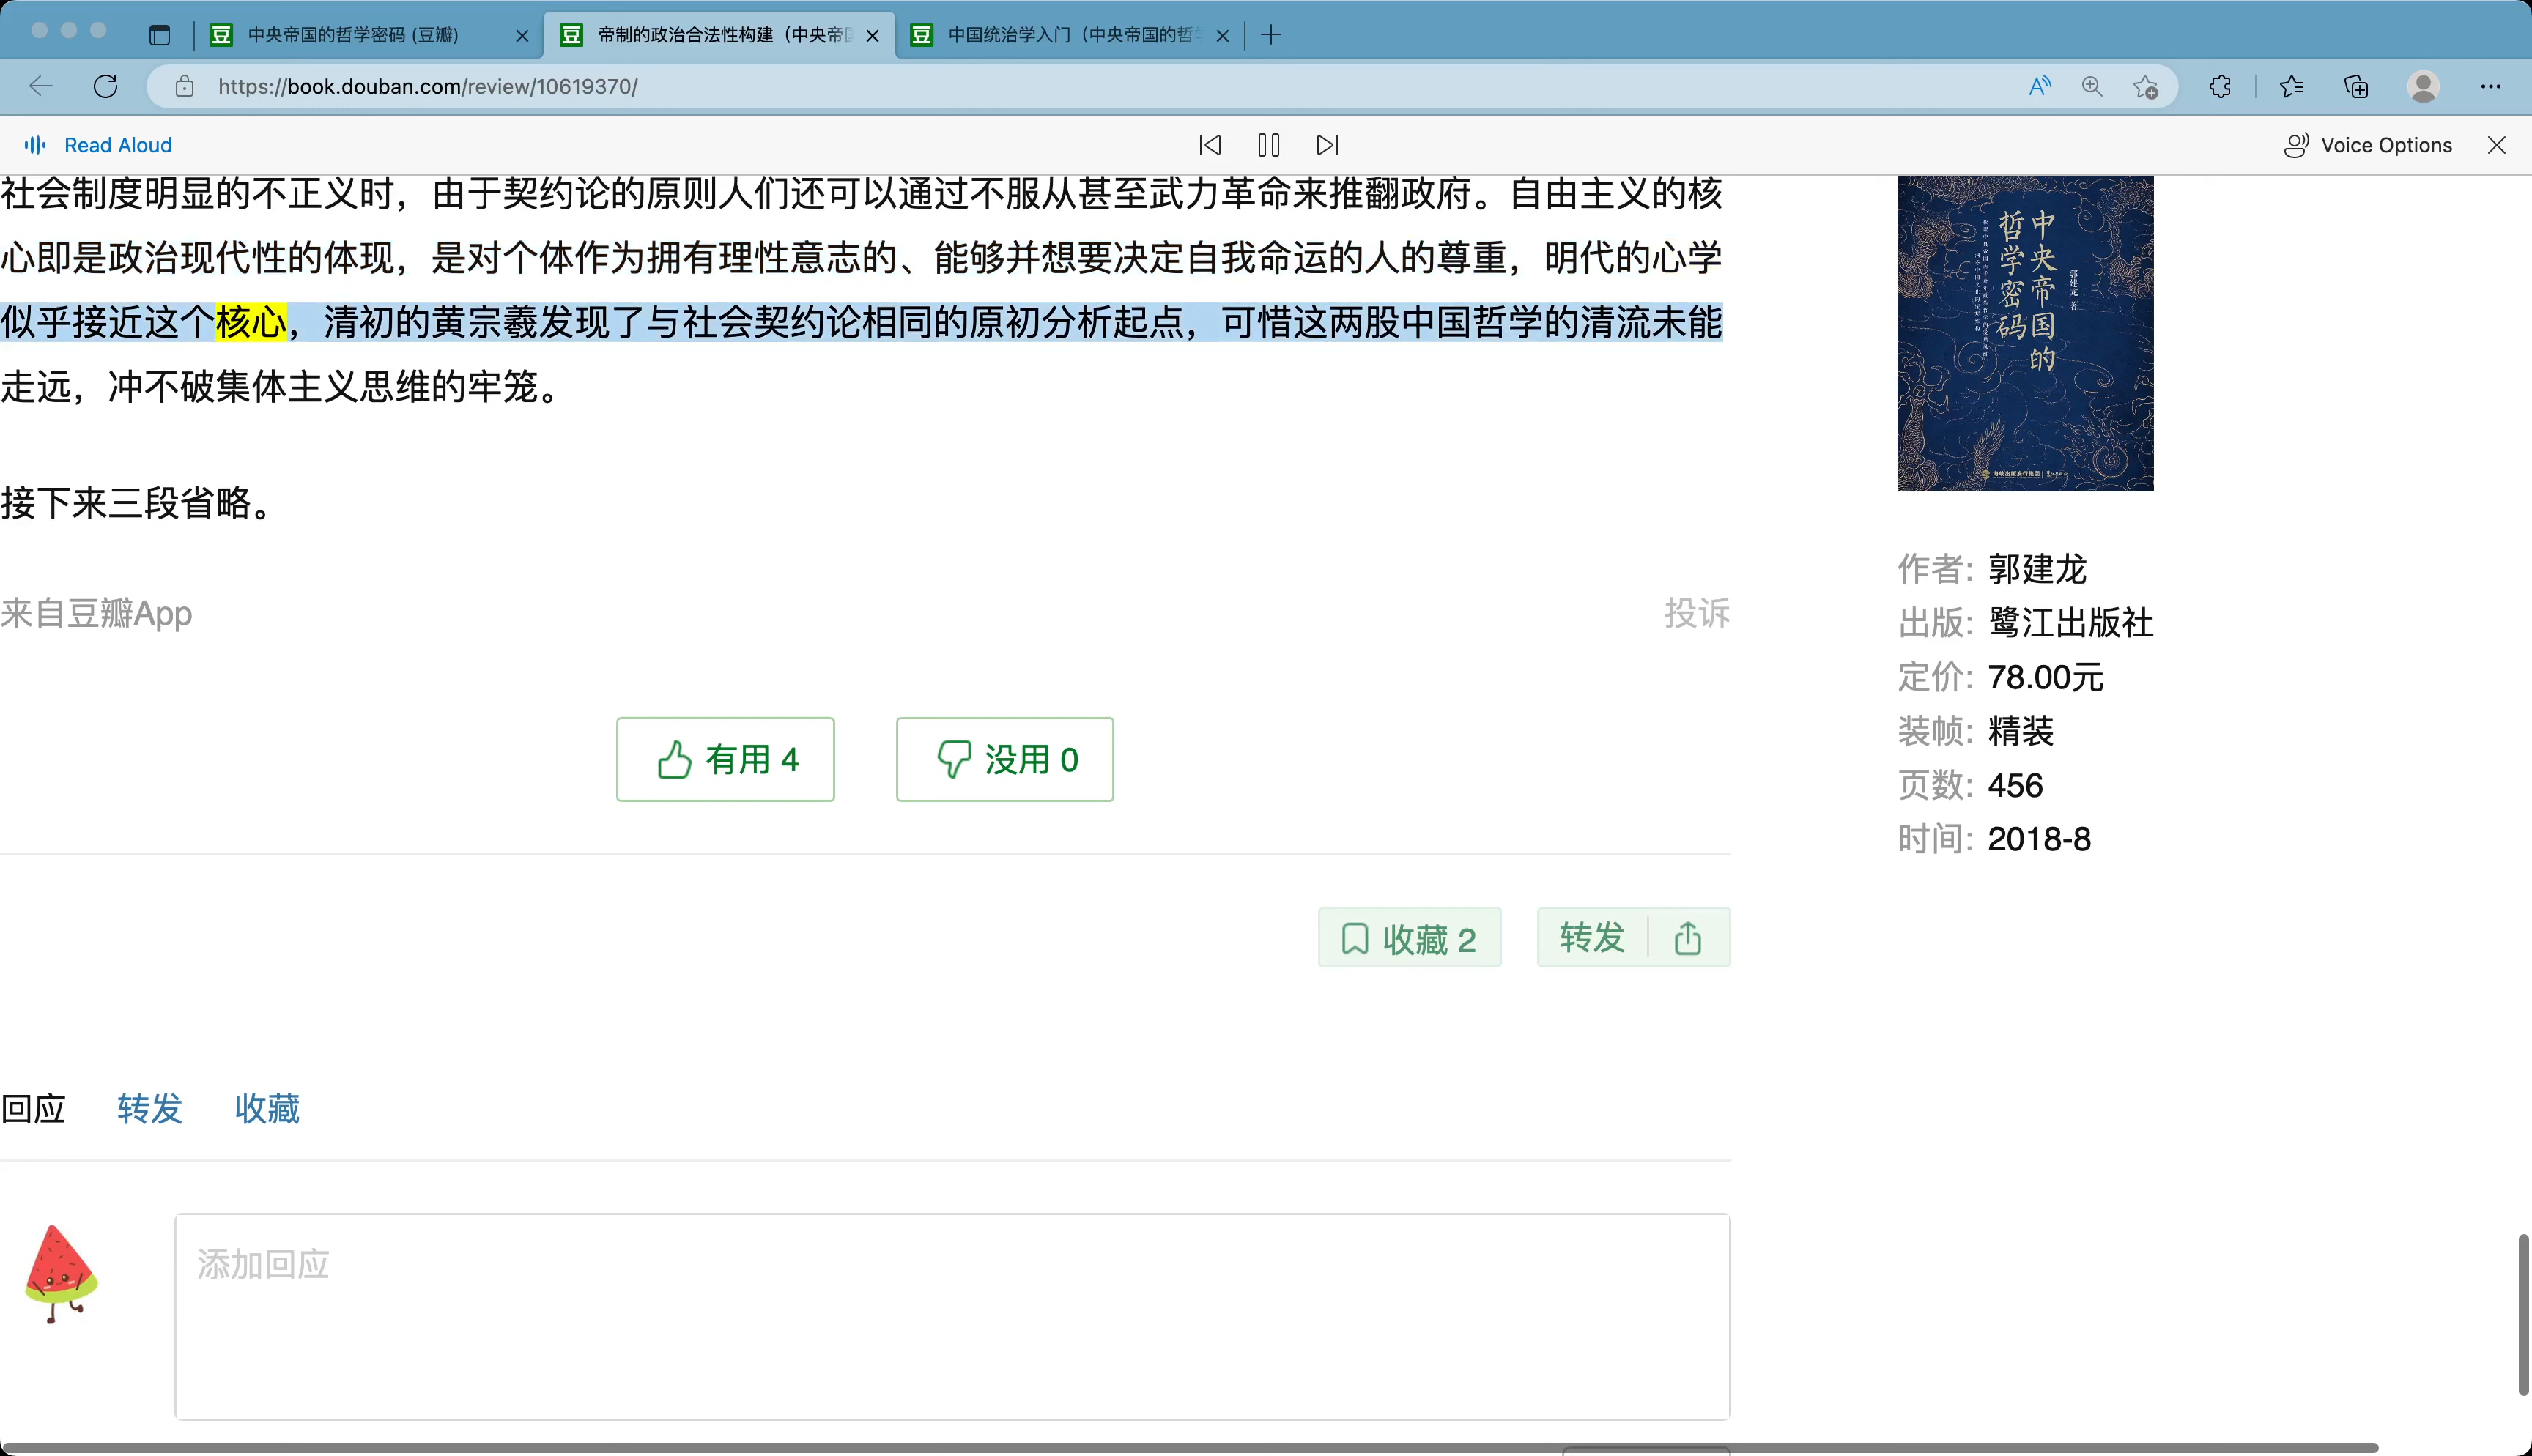 中央帝国的哲学密码 (豆瓣)
帝制的政治合法性构建（中央帝国
中国统治学入门（中央帝国的哲学
https://book.douban.com/review/10619370/
Read Aloud
Voice Options
社会制度明显的不正义时，由于契约论的原则人们还可以通过不服从甚至武力革命来推翻政府。自由主义的核
心即是政治现代性的体现，是对个体作为拥有理性意志的、能够并想要决定自我命运的人的尊重，明代的心学
似乎接近这个核心，清初的黄宗羲发现了与社会契约论相同的原初分析起点，可惜这两股中国哲学的清流未能
走远，冲不破集体主义思维的牢笼。
接下来三段省略。
来自豆瓣App
投诉
有用 4
没用 0
收藏 2
转发
回应
转发
收藏
添加回应
中央帝国的
哲学密码
郭建龙 著
海峡出版发行集团
作者: 郭建龙
出版: 鹭江出版社
定价: 78.00元
装帧: 精装
页数: 456
时间: 2018-8